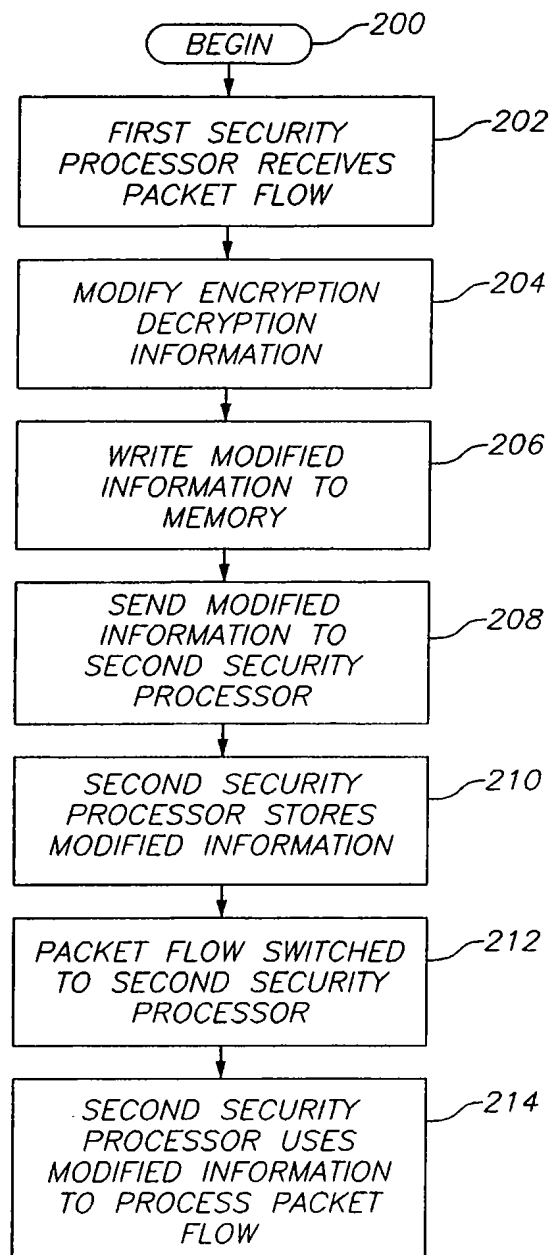 BEGIN
200
FIRST SECURITY
PROCESSOR RECEIVES
PACKET FLOW
202
MODIFY ENCRYPTION
DECRYPTION
INFORMATION
204
WRITE MODIFIED
INFORMATION TO
MEMORY
206
SEND MODIFIED
INFORMATION TO
SECOND SECURITY
PROCESSOR
208
SECOND SECURITY
PROCESSOR STORES
MODIFIED INFORMATION
210
PACKET FLOW SWITCHED
TO SECOND SECURITY
PROCESSOR
212
SECOND SECURITY
PROCESSOR USES
MODIFIED INFORMATION
TO PROCESS PACKET
FLOW
214